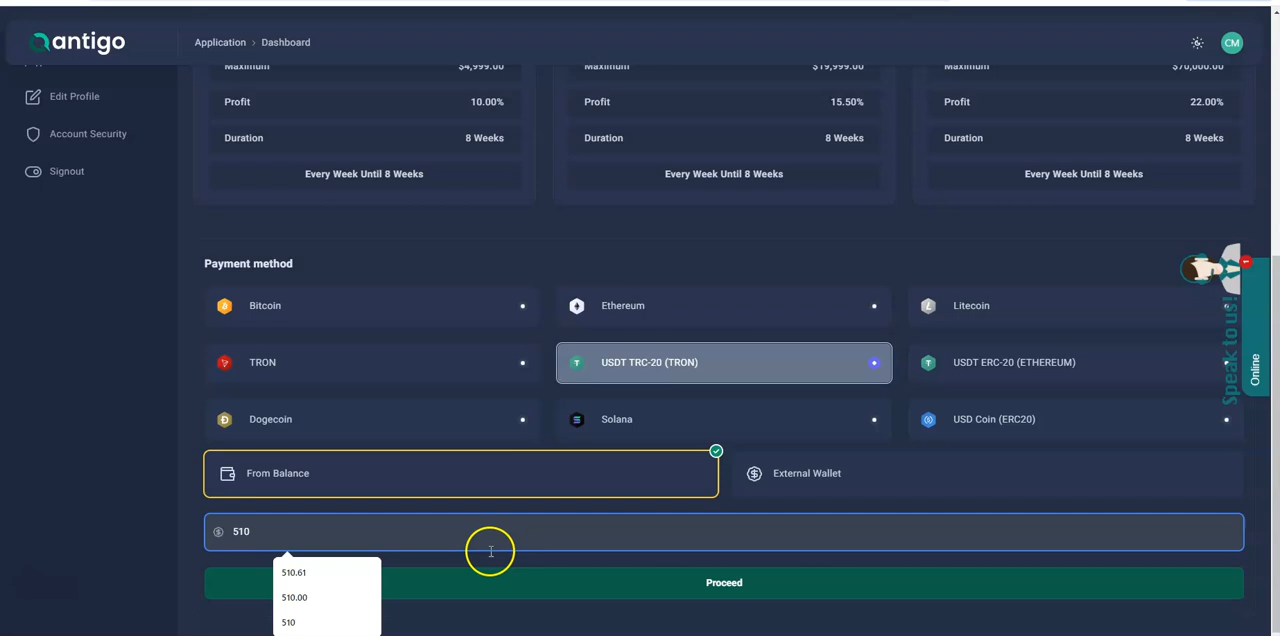 antigo
Application > Dashboard
CM
Edit Profile
Account Security
Signout
Maximum $4,999.00
Profit 10.00%
Duration 8 Weeks
Every Week Until 8 Weeks
Maximum $19,999.00
Profit 15.50%
Duration 8 Weeks
Every Week Until 8 Weeks
Maximum $70,000.00
Profit 22.00%
Duration 8 Weeks
Every Week Until 8 Weeks
Payment method
Bitcoin
Ethereum
Litecoin
TRON
USDT TRC-20 (TRON)
USDT ERC-20 (ETHEREUM)
Dogecoin
Solana
USD Coin (ERC20)
From Balance
External Wallet
510
510.61
510.00
510
Proceed
1
Speak to us!
Online